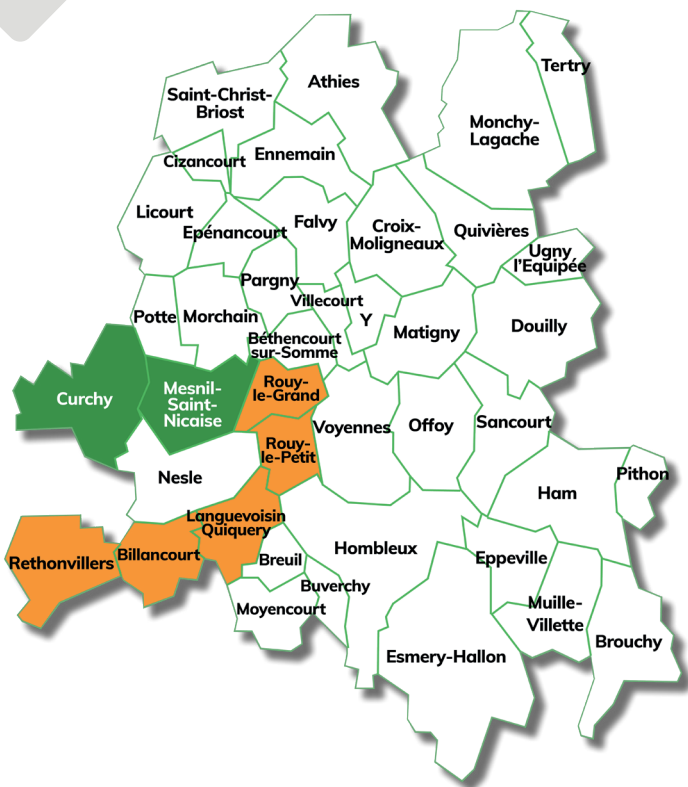 Tertry
Athies
Saint-Christ-
Briost
Monchy-
Lagache
Ennemain
Cizancourt
Licourt
Epénancourt
Falvy
Croix-
Moligneaux
Quivières
Ugny
l'Equipée
Pargny
Villecourt
Potte
Morchain
Y
Matigny
Douilly
Béthencourt
sur-Somme
Curchy
Mesnil-
Saint-
Nicaise
Rouy-
le-Grand
Voyennes
Offoy
Sancourt
Rouy-
le-Petit
Nesle
Pithon
Ham
Languevoisin
Quiquery
Hombleux
Rethonvillers
Billancourt
Breuil
Eppeville
Buverchy
Moyencourt
Muille-
Villette
Brouchy
Esmery-Hallon